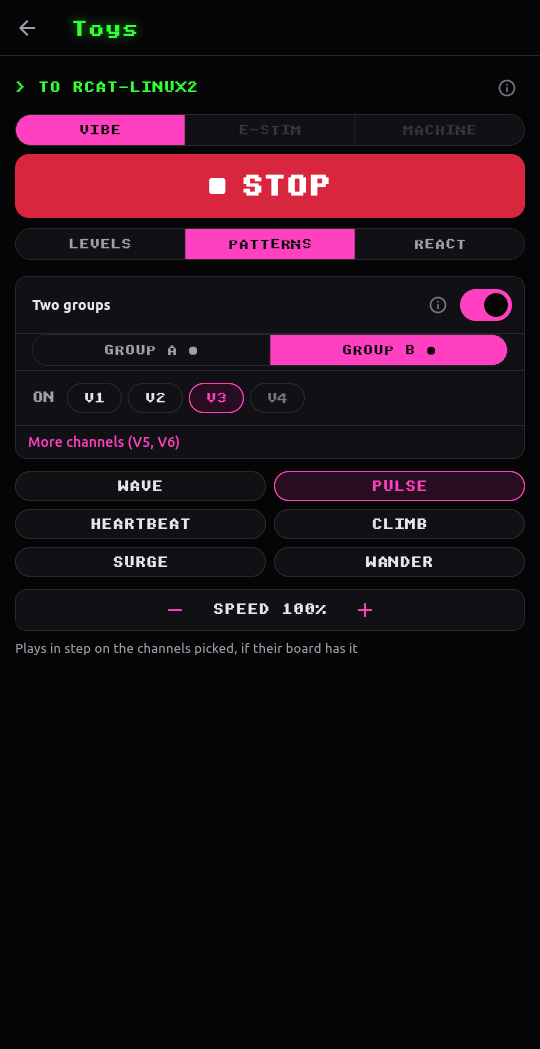 Toys
> TO RCAT-LINUX2
VIBE E-STIM MACHINE
STOP
LEVELS PATTERNS REACT
Two groups
GROUP A GROUP B
ON V1 V2 V3 V4
More channels (V5, V6)
WAVE PULSE
HEARTBEAT CLIMB
SURGE WANDER
− SPEED 100% +
Plays in step on the channels picked, if their board has it